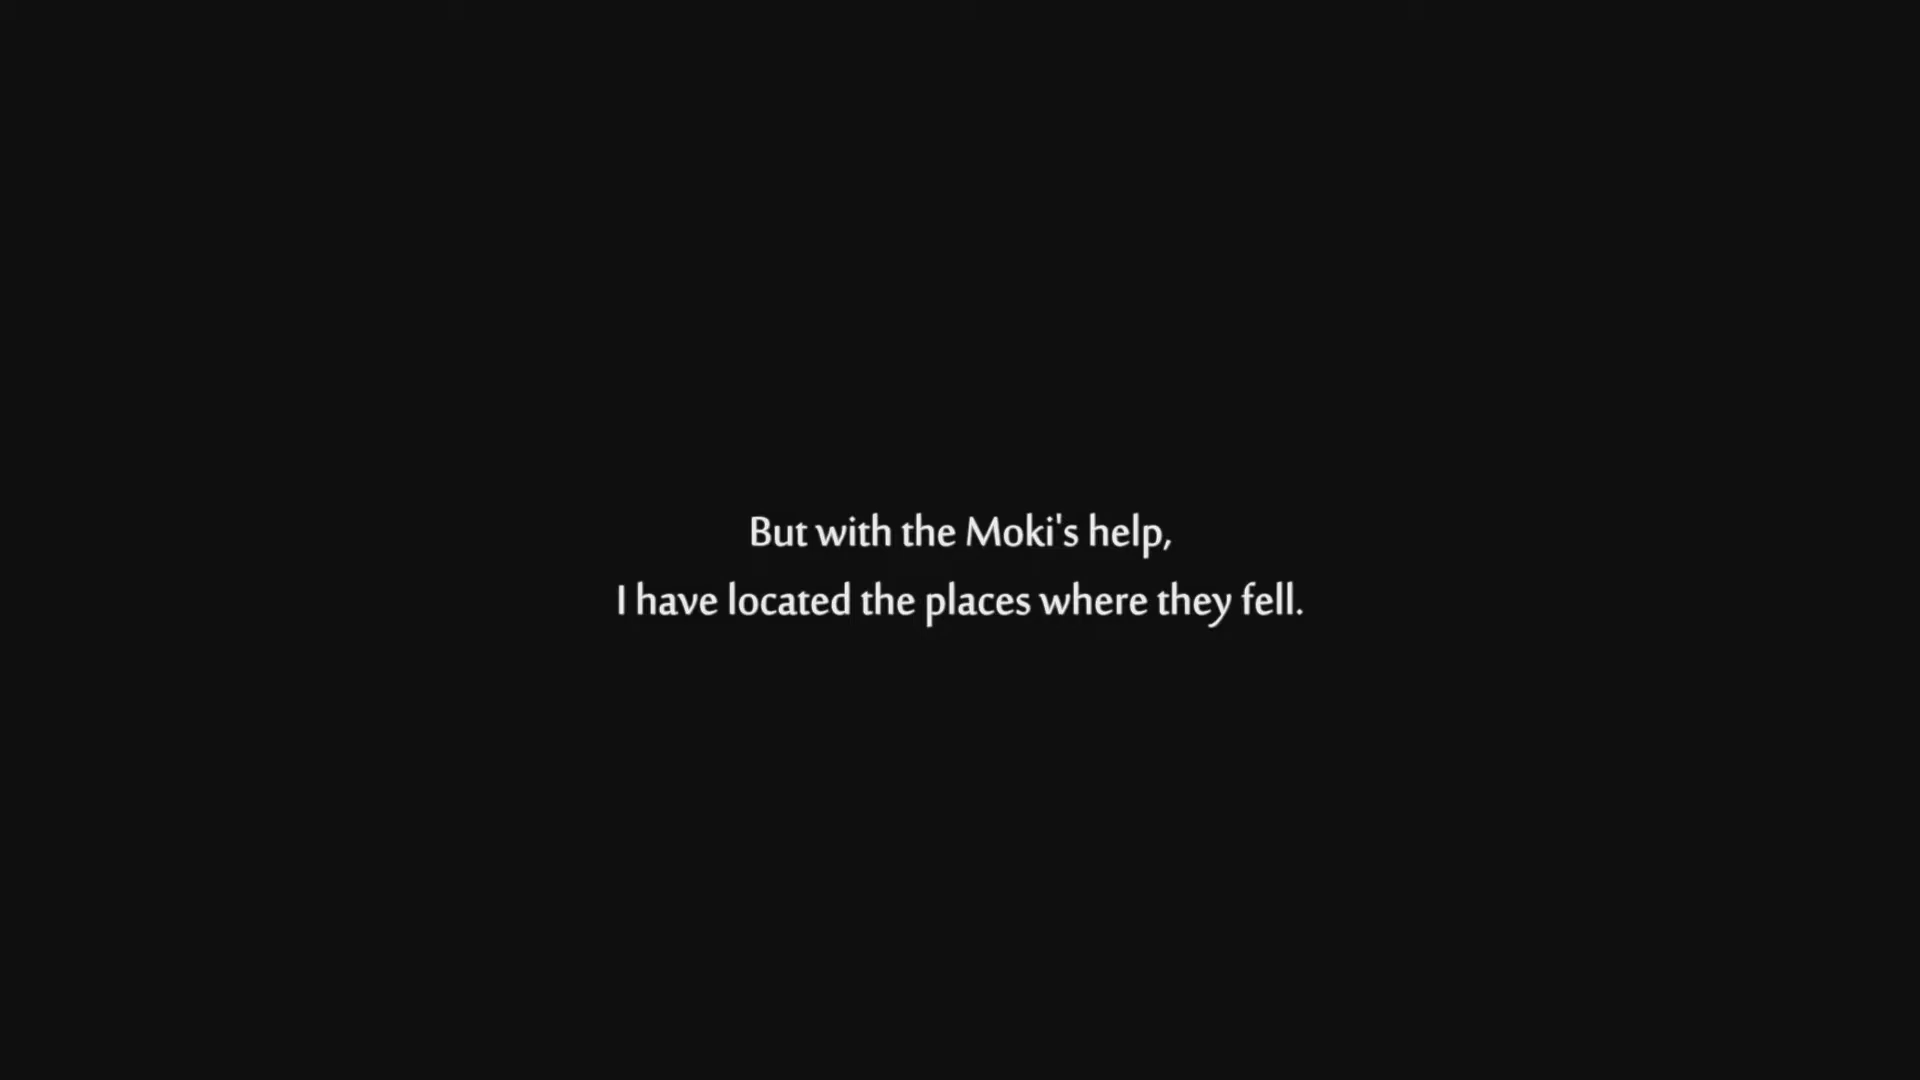 But with the Moki's help,
I have located the places where they fell.